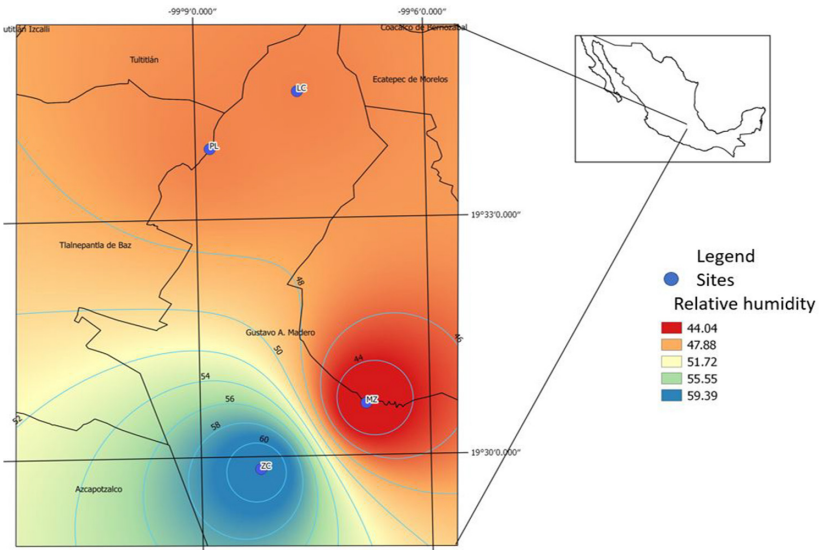 -99°9'0.000"
-99°6'0.000"
utitlán Izcalli
Coacalco de Berriozábal
Tultitlán
Ecatepec de Morelos
LC
PL
19°33'0.000"
Tlalnepantla de Baz
48
Gustavo A. Madero
46
50
44
54
56
MZ
52
58
60
19°30'0.000"
ZC
Azcapotzalco
Legend
Sites
Relative humidity
44.04
47.88
51.72
55.55
59.39